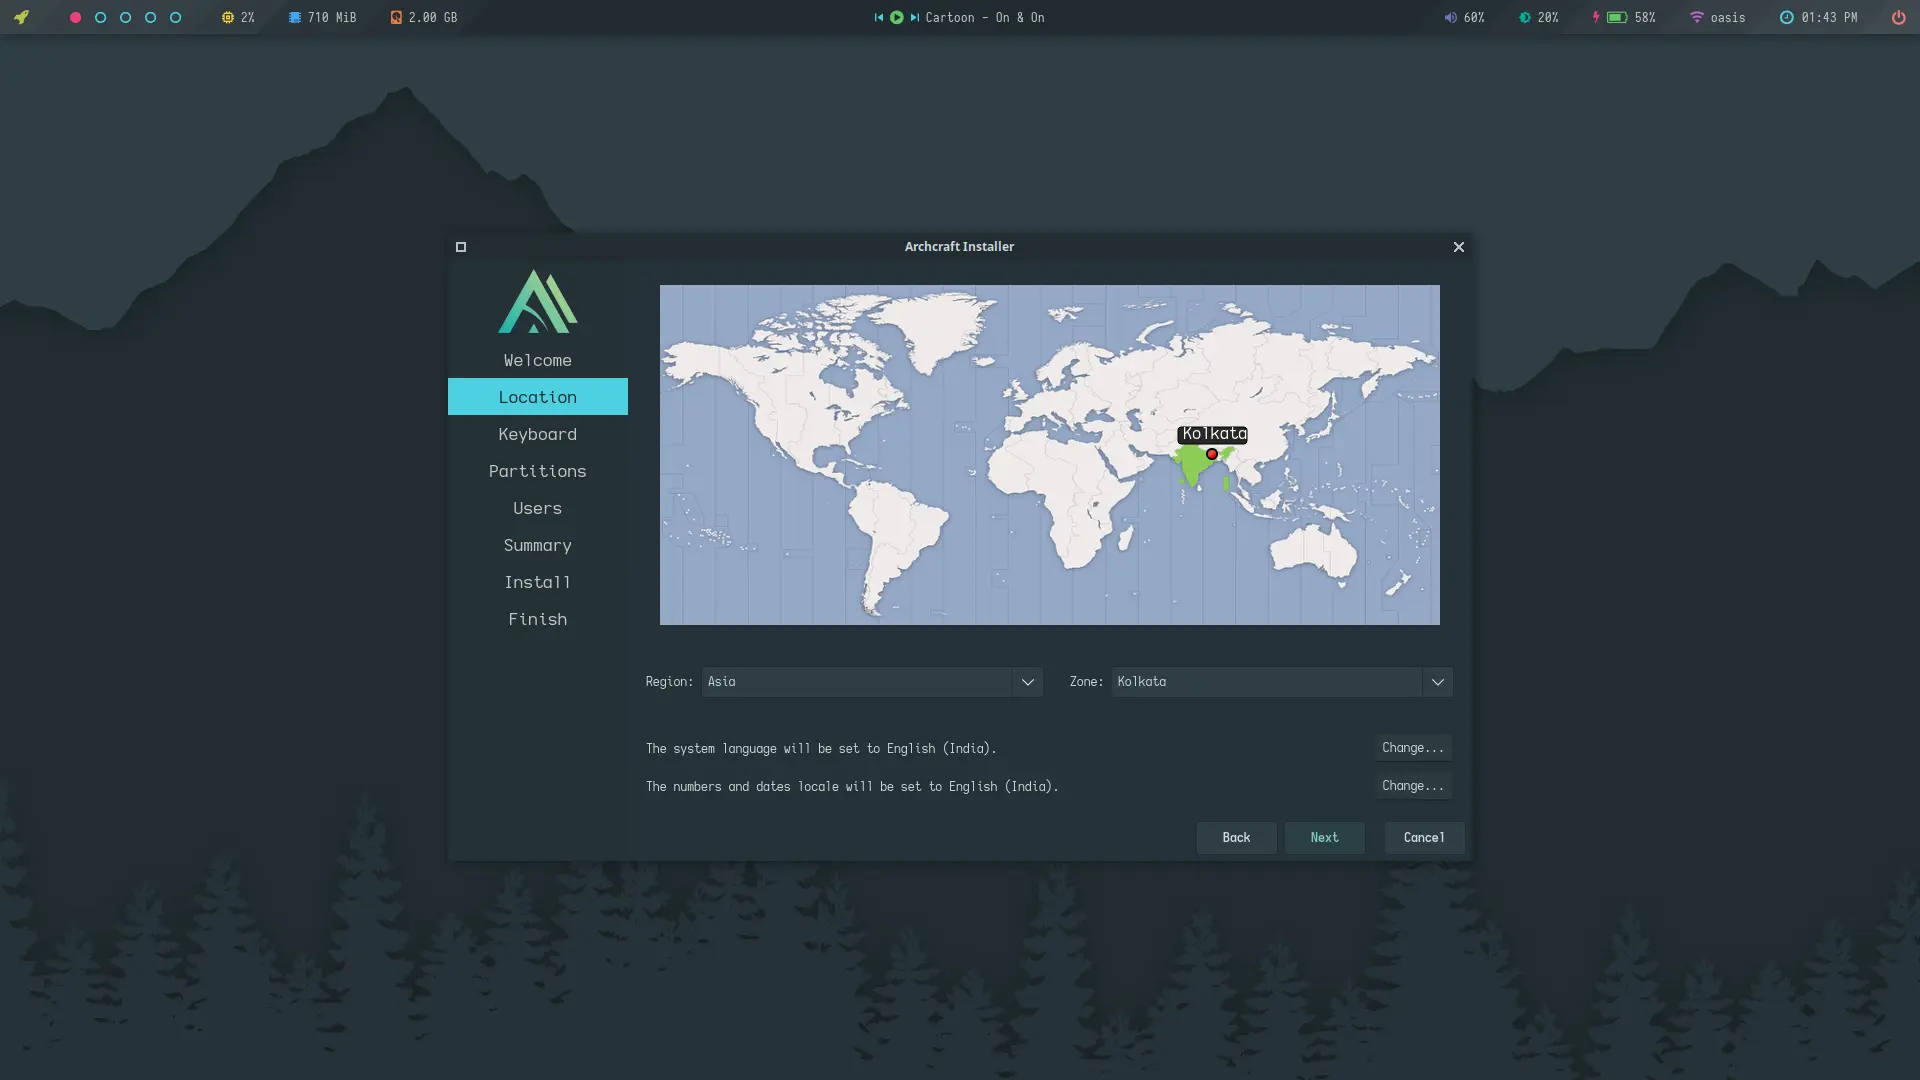 2% 710 MiB 2.00 GB Cartoon - On & On 60% 20% 58% oasis 01:43 PM
Archcraft Installer
Welcome
Location
Keyboard
Partitions
Users
Summary
Install
Finish
Kolkata
Region: Asia Zone: Kolkata
The system language will be set to English (India). Change...
The numbers and dates locale will be set to English (India). Change...
Back Next Cancel